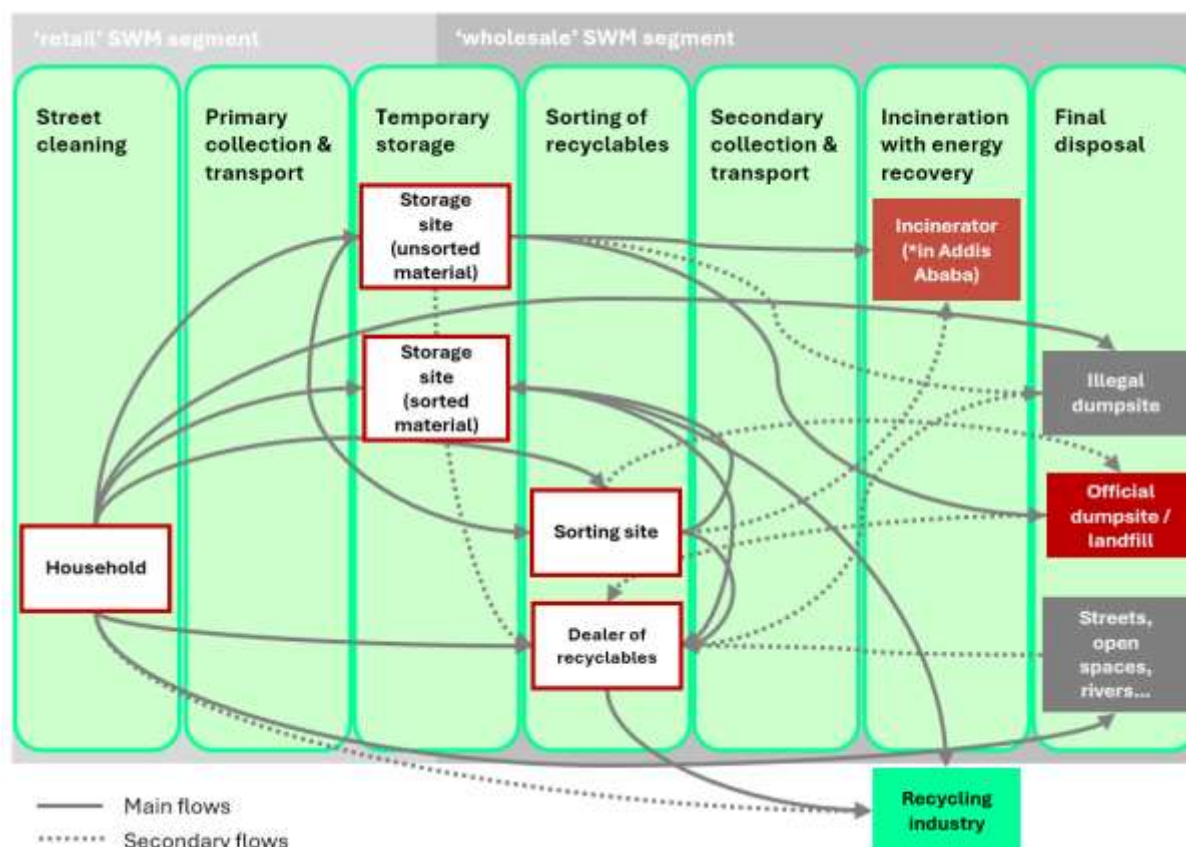 ‘retail’ SWM segment
‘wholesale’ SWM segment
Street
cleaning
Primary
collection &
transport
Temporary
storage
Sorting of
recyclables
Secondary
collection &
transport
Incineration
with energy
recovery
Final
disposal
Storage
site
(unsorted
material)
Incinerator
(*in Addis
Ababa)
Storage
site
(sorted
material)
Illegal
dumpsite
Household
Sorting site
Official
dumpsite /
landfill
Dealer of
recyclables
Streets,
open
spaces,
rivers...
Recycling
industry
Main flows
Secondary flows